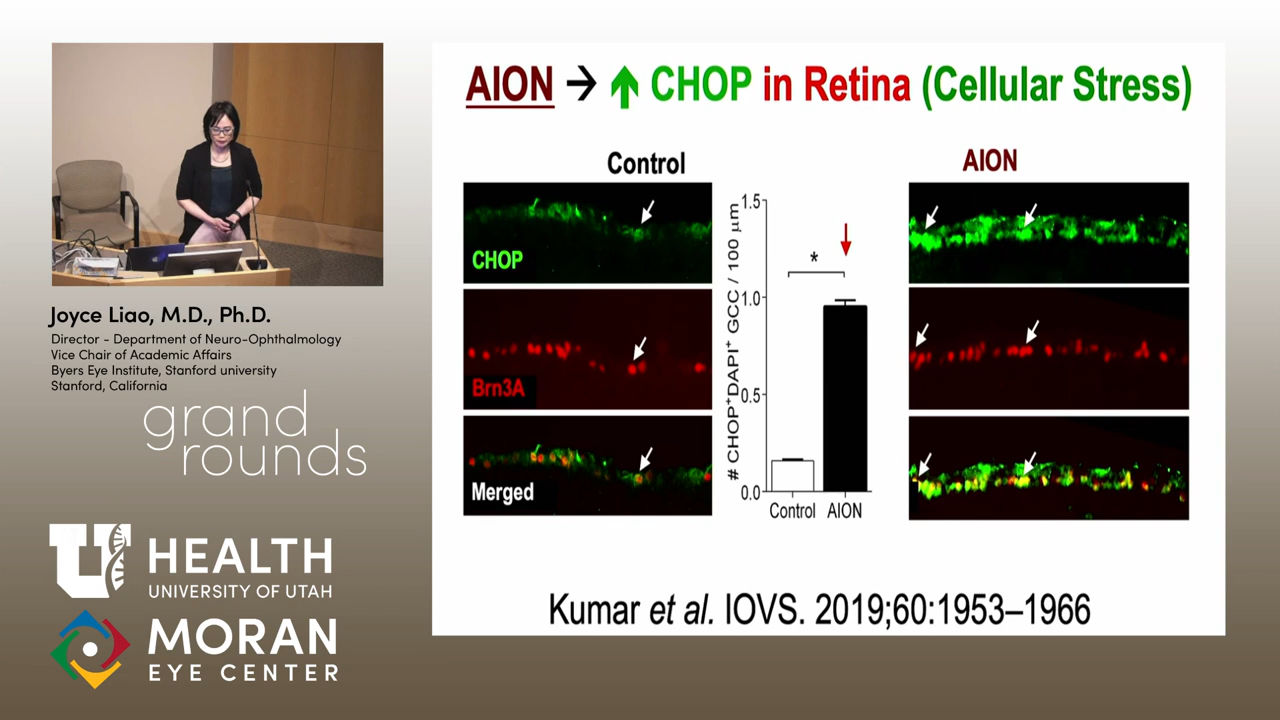 Joyce Liao, M.D., Ph.D.
Director - Department of Neuro-Ophthalmology
Vice Chair of Academic Affairs
Byers Eye Institute, Stanford university
Stanford, California
grand
rounds
U HEALTH
UNIVERSITY OF UTAH
MORAN
EYE CENTER
AION → ↑ CHOP in Retina (Cellular Stress)
Control
AION
CHOP
Brn3A
Merged
# CHOP⁺DAPI⁺ GCC / 100 µm
1.5
1.0
0.5
0.0
*
Control AION
Kumar et al. IOVS. 2019;60:1953–1966